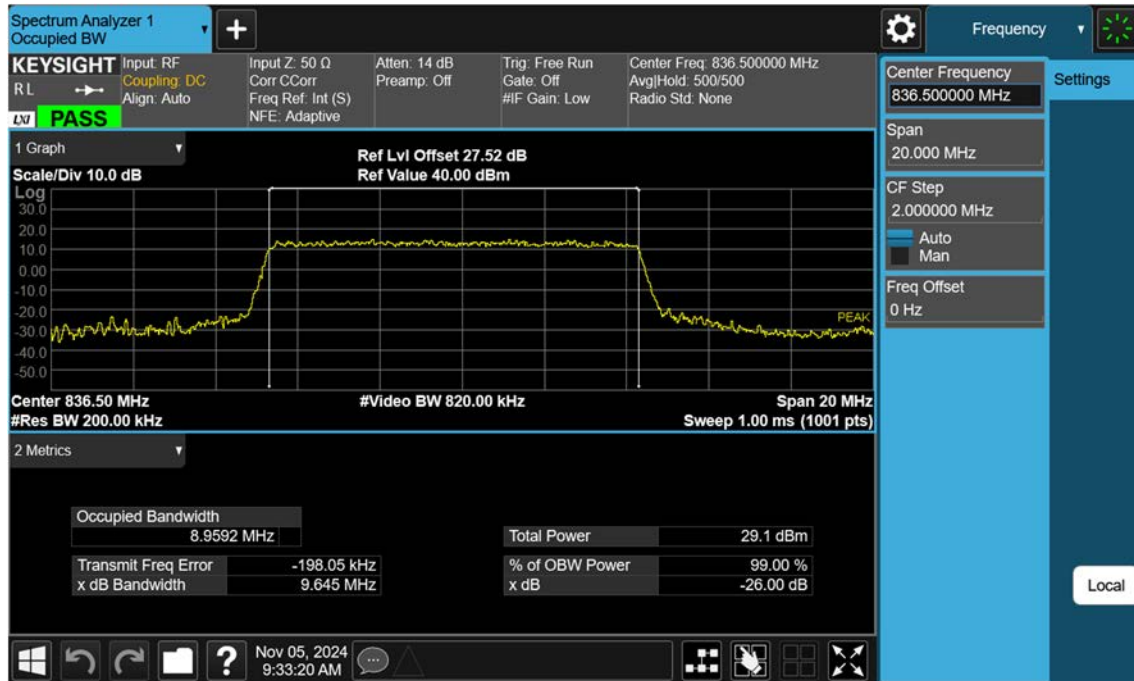 Spectrum Analyzer 1
Occupied BW
+
Frequency
KEYSIGHT
RL
LXI PASS
Input: RF
Coupling: DC
Align: Auto
Input Z: 50 Ω
Corr CCorr
Freq Ref: Int (S)
NFE: Adaptive
Atten: 14 dB
Preamp: Off
Trig: Free Run
Gate: Off
#IF Gain: Low
Center Freq: 836.500000 MHz
Avg|Hold: 500/500
Radio Std: None
1 Graph
Scale/Div 10.0 dB
Ref Lvl Offset 27.52 dB
Ref Value 40.00 dBm
Log
30.0
20.0
10.0
0.00
-10.0
-20.0
-30.0
-40.0
-50.0
PEAK
Center 836.50 MHz
#Video BW 820.00 kHz
Span 20 MHz
#Res BW 200.00 kHz
Sweep 1.00 ms (1001 pts)
2 Metrics
Occupied Bandwidth
8.9592 MHz
Total Power 29.1 dBm
Transmit Freq Error -198.05 kHz
% of OBW Power 99.00 %
x dB Bandwidth 9.645 MHz
x dB -26.00 dB
Center Frequency
836.500000 MHz
Settings
Span
20.000 MHz
CF Step
2.000000 MHz
Auto
Man
Freq Offset
0 Hz
Local
?
Nov 05, 2024
9:33:20 AM